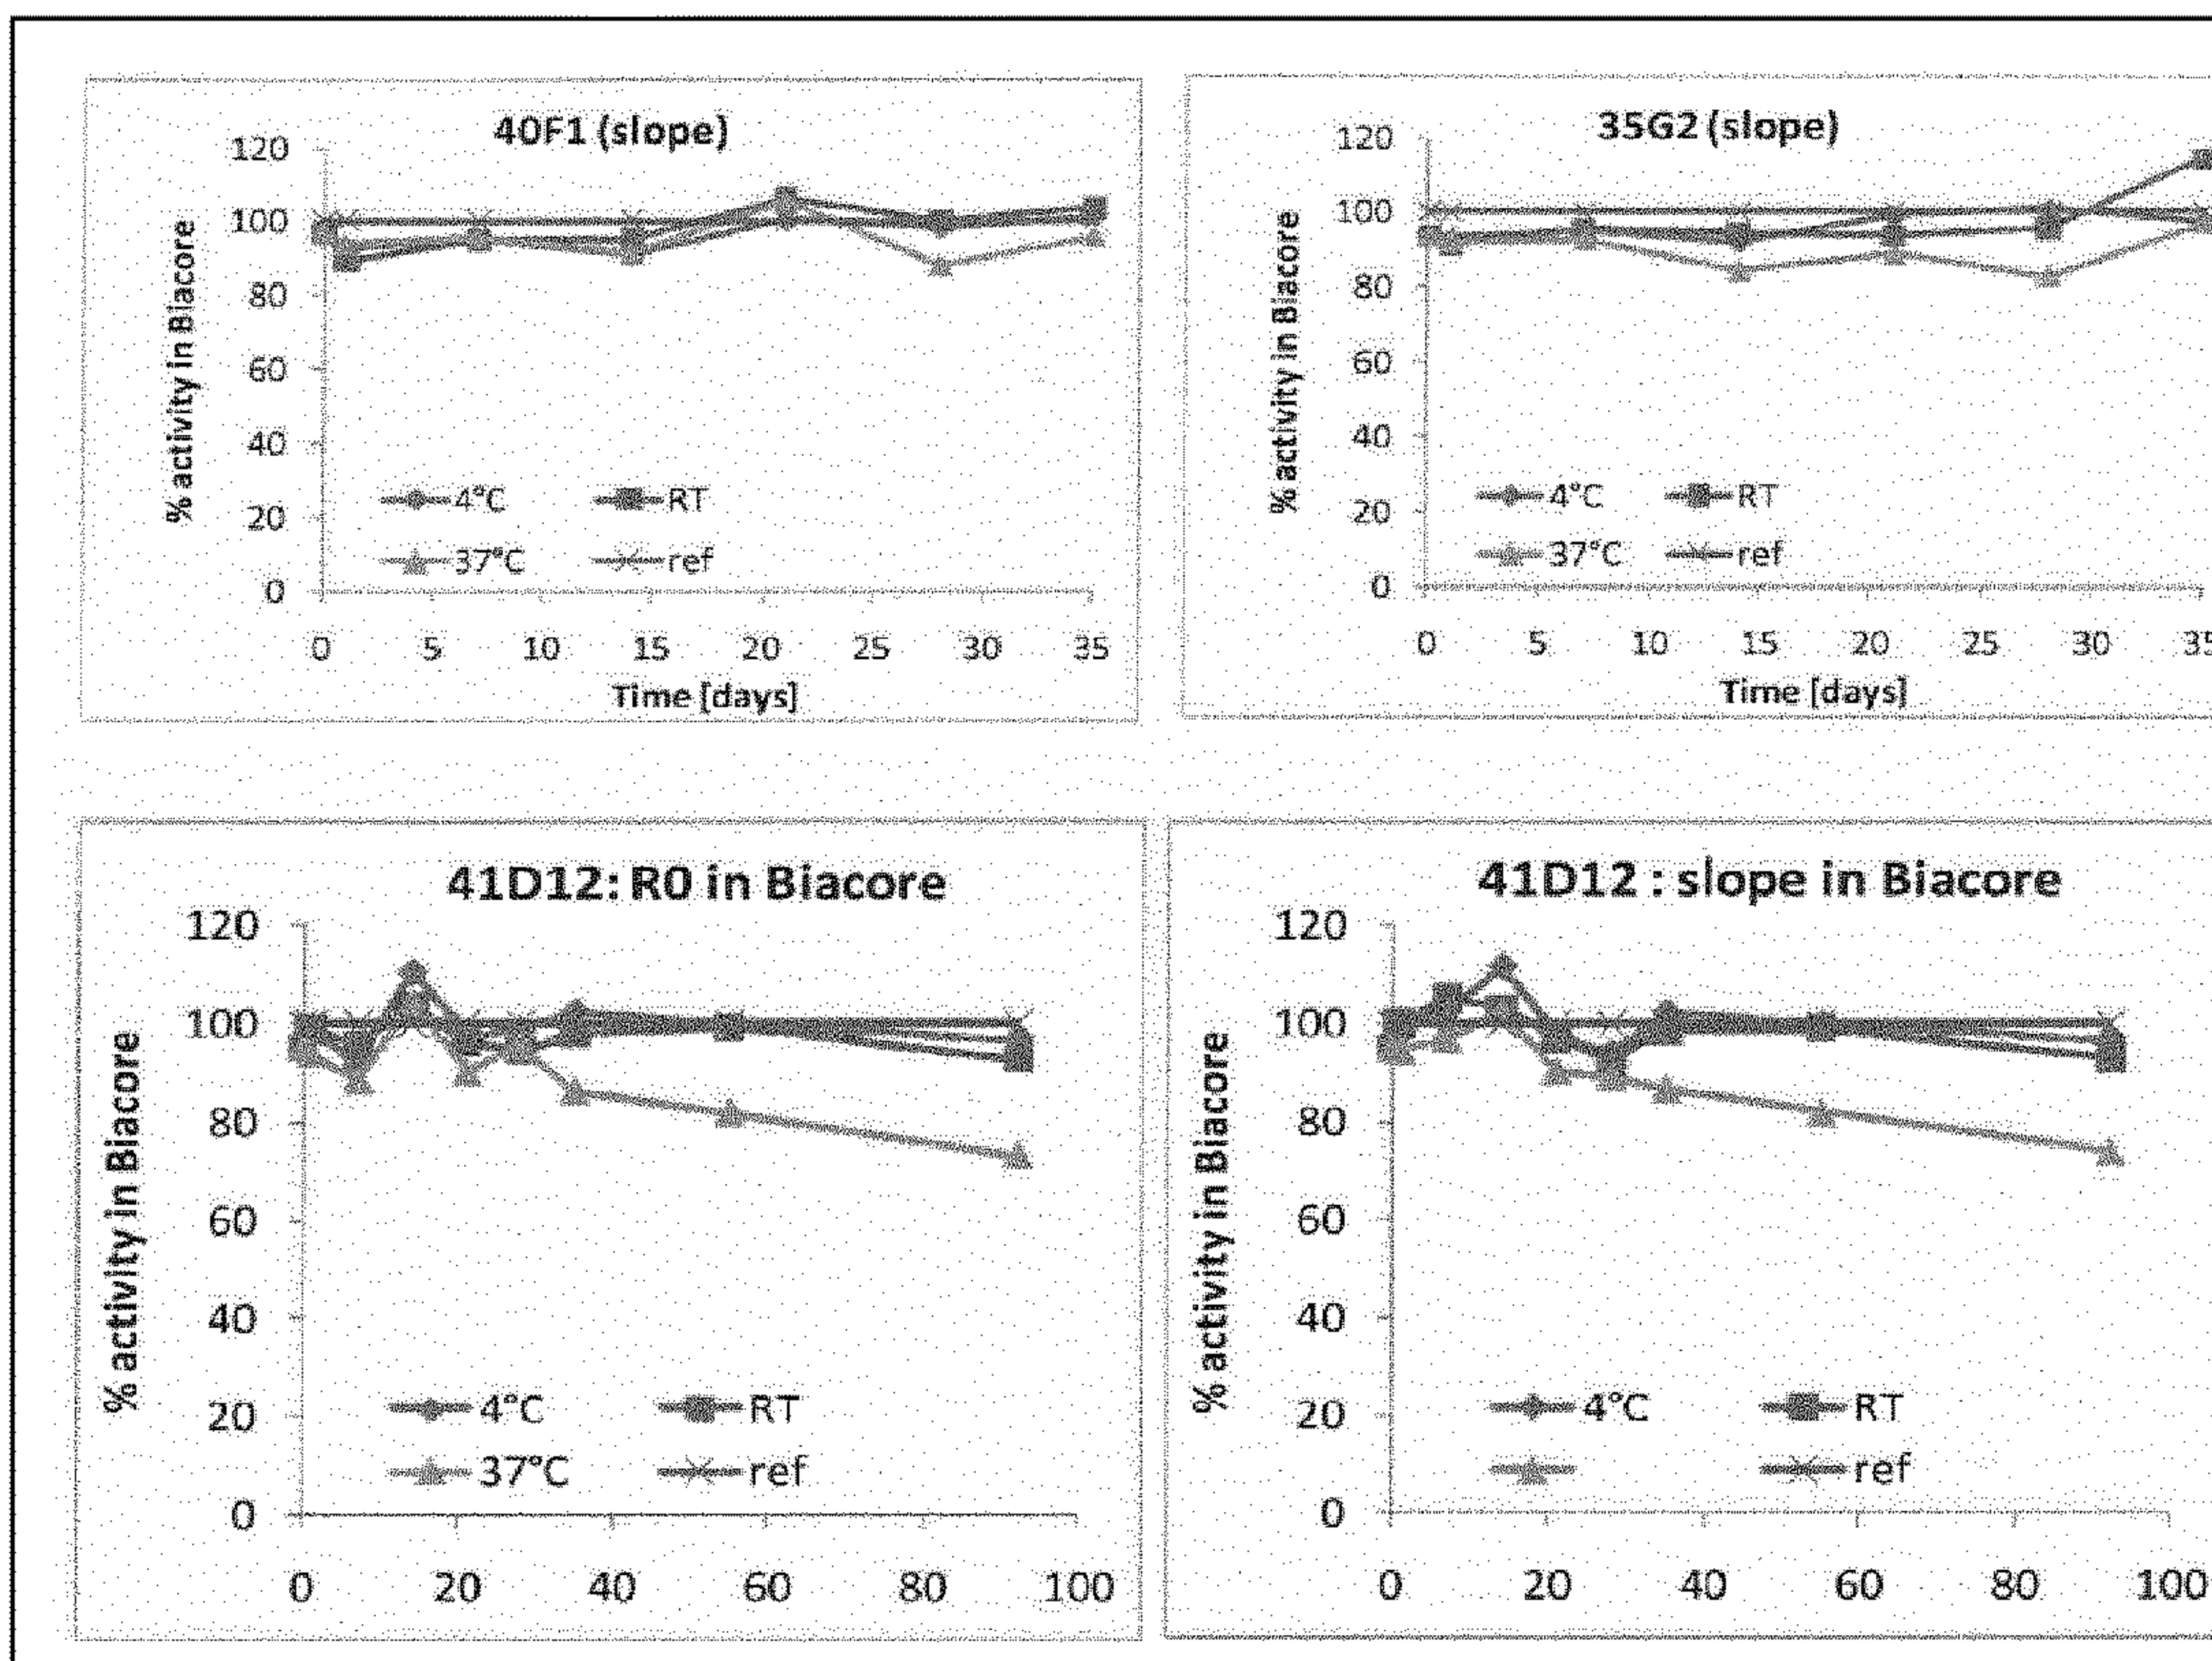 40F1 (slope)
120
100
80
60
40
20
0
% activity in Biacore
4°C RT
37°C ref
0 5 10 15 20 25 30 35
Time [days]
35G2 (slope)
120
100
80
60
40
20
0
% activity in Biacore
4°C RT
37°C ref
0 5 10 15 20 25 30 35
Time [days]
41D12: R0 in Biacore
120
100
80
60
40
20
0
% activity in Biacore
4°C RT
37°C ref
0 20 40 60 80 100
41D12 : slope in Biacore
120
100
80
60
40
20
0
% activity in Biacore
4°C RT
ref
0 20 40 60 80 100